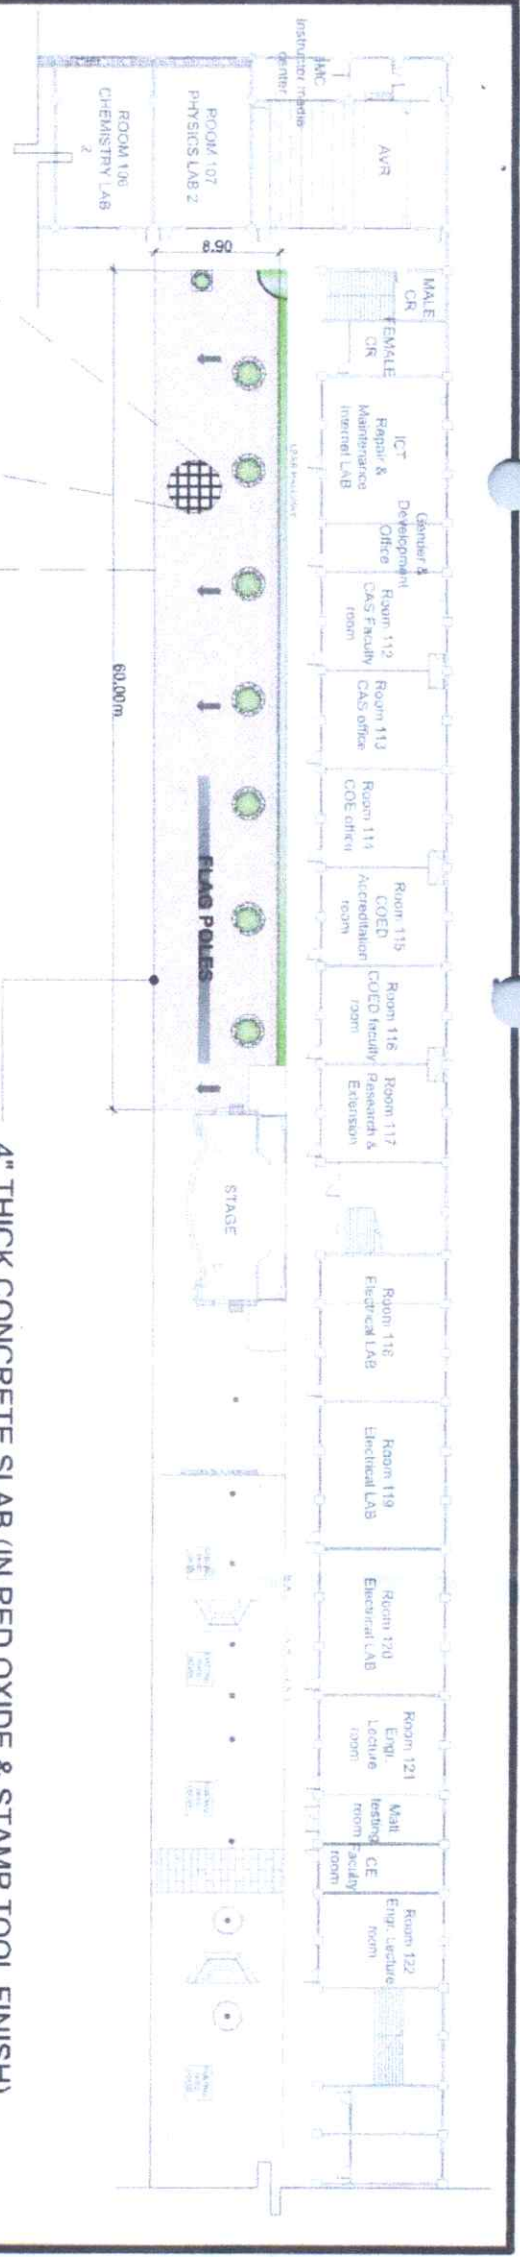 IMC
Instructor media
center
AVR
ROOM 107
PHYSICS LAB 2
ROOM 106
CHEMISTRY LAB
2
8.90
MALE
CR
FEMALE
CR
ICT
Repair &
Maintenance
Internet LAB
Gender &
Development
Office
Room 112
CAS Faculty
room
Room 113
CAS office
Room 114
COE office
Room 115
COED
Accreditation
room
Room 116
COED faculty
room
Room 117
Research &
Extension
60.00m
FLAG POLES
STAGE
Room 118
Electrical LAB
Room 119
Electrical LAB
Room 120
Electrical LAB
Room 121
Engr.
Lecture
room
Matl
testing
room
CE
Faculty
room
Room 122
Engr. Lecture
room
4" THICK CONCRETE SLAB (IN RED OXIDE & STAMP TOOL FINISH)